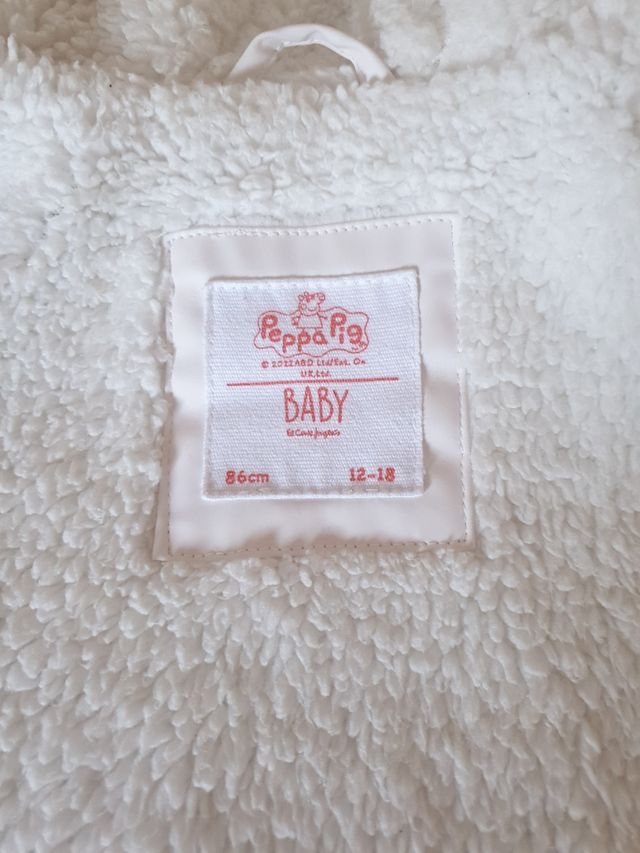 Peppa Pig
© 2022 ABD Ltd/Ent. One
UK Ltd.
BABY
El Corte Inglés
86cm 12-18